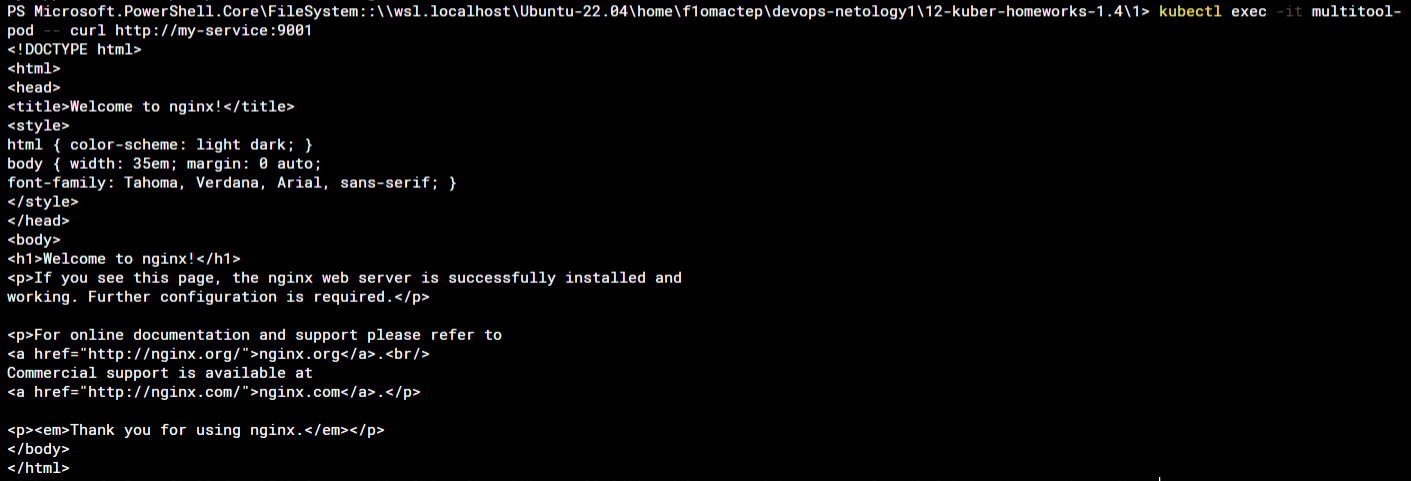 PS Microsoft.PowerShell.Core\FileSystem::\\wsl.localhost\Ubuntu-22.04\home\f1omactep\devops-netology1\12-kuber-homeworks-1.4\1> kubectl exec -it multitool-
pod -- curl http://my-service:9001
<!DOCTYPE html>
<html>
<head>
<title>Welcome to nginx!</title>
<style>
html { color-scheme: light dark; }
body { width: 35em; margin: 0 auto;
font-family: Tahoma, Verdana, Arial, sans-serif; }
</style>
</head>
<body>
<h1>Welcome to nginx!</h1>
<p>If you see this page, the nginx web server is successfully installed and
working. Further configuration is required.</p>

<p>For online documentation and support please refer to
<a href="http://nginx.org/">nginx.org</a>.<br/>
Commercial support is available at
<a href="http://nginx.com/">nginx.com</a>.</p>

<p><em>Thank you for using nginx.</em></p>
</body>
</html>